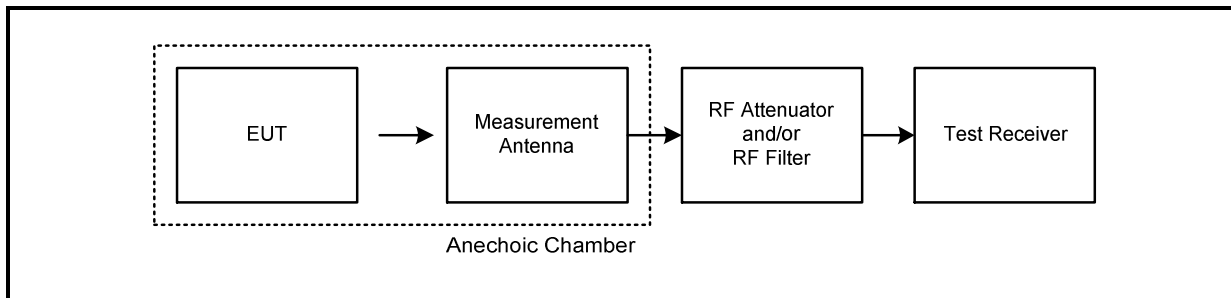 EUT
Measurement
Antenna
RF Attenuator
and/or
RF Filter
Test Receiver
Anechoic Chamber